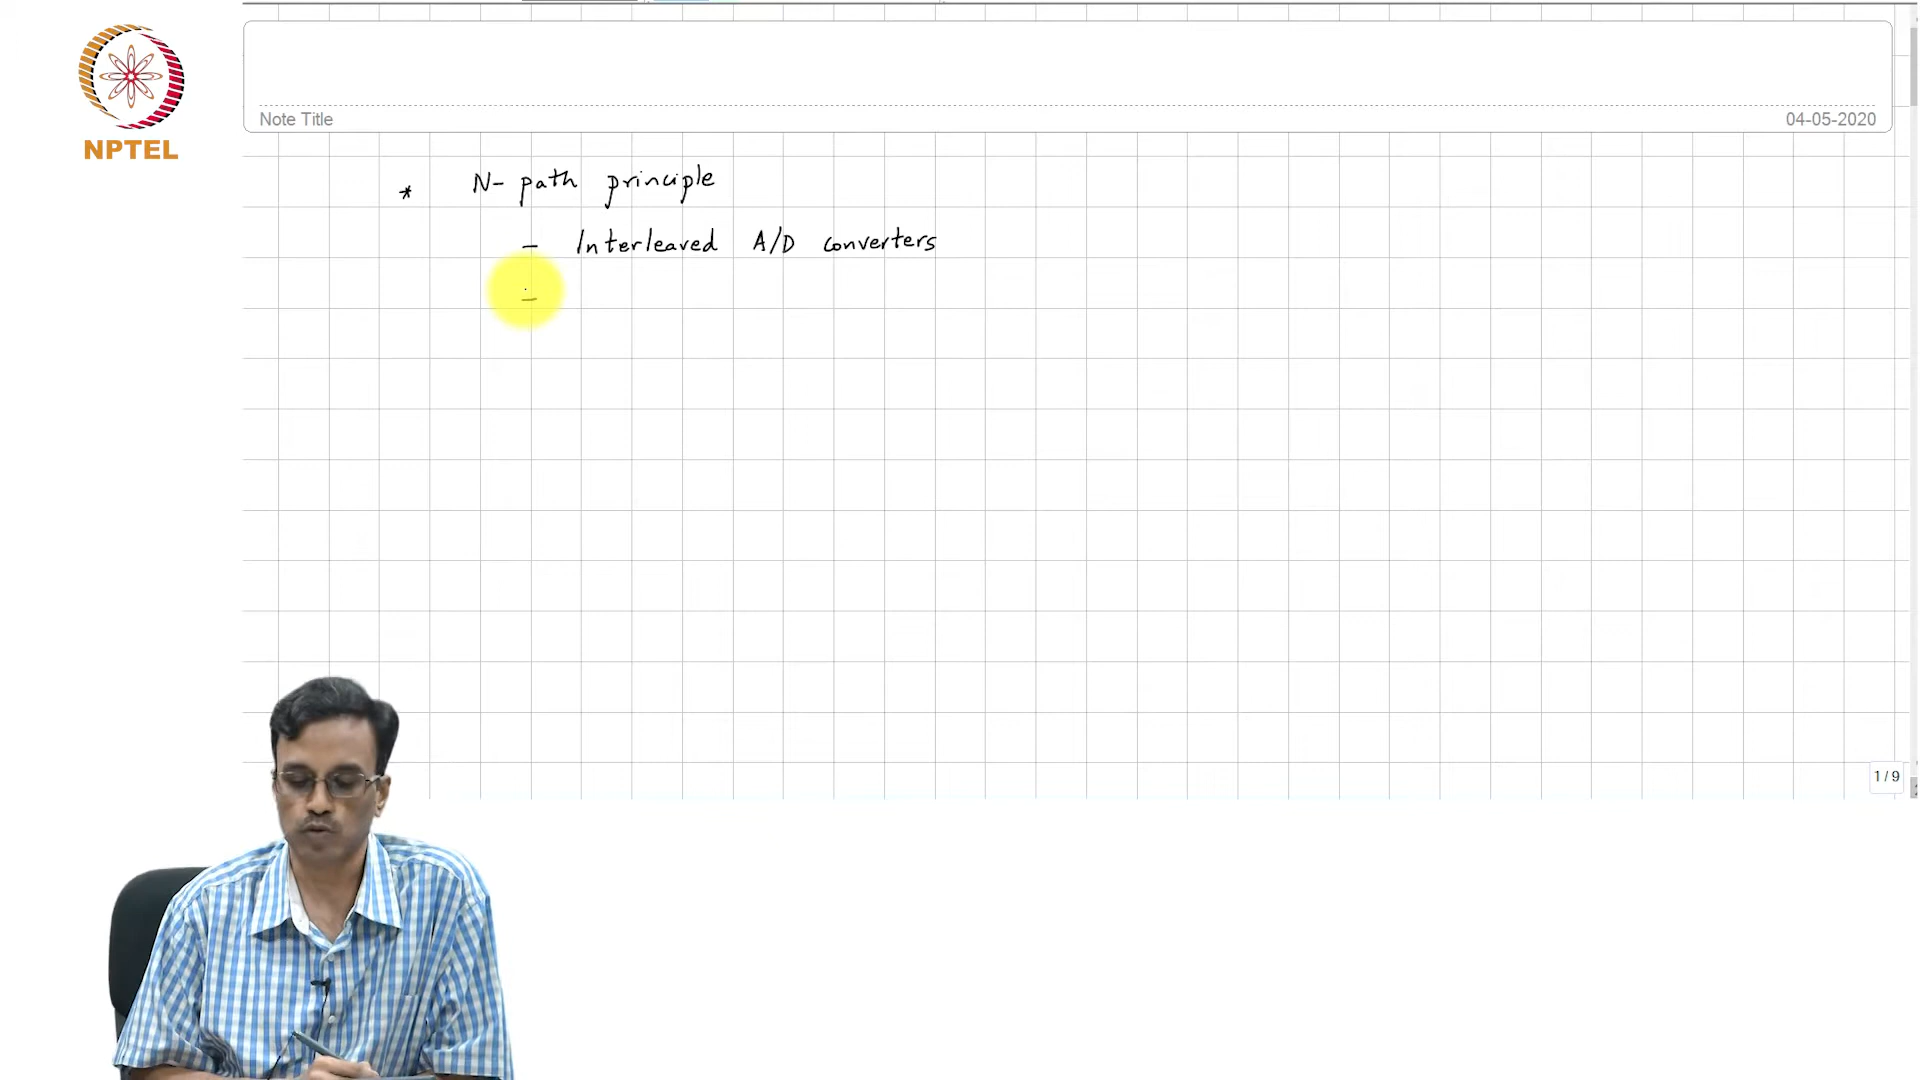 NPTEL
Note Title
04-05-2020
* N- path principle
- Interleaved A/D converters
-
1 / 9